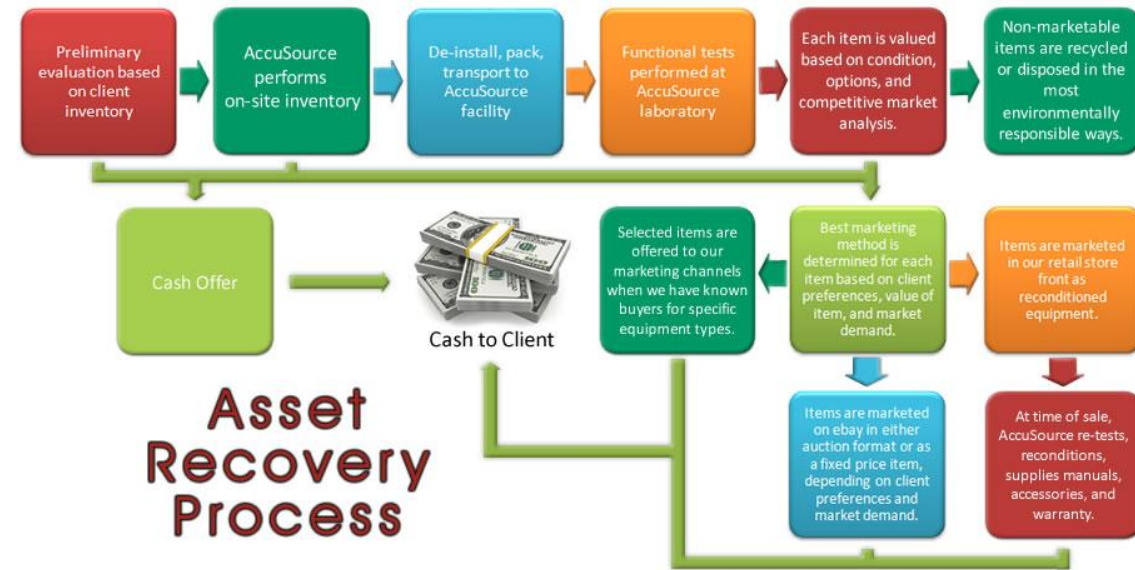 Preliminary
evaluation based
on client
inventory
AccuSource
performs
on-site inventory
De-install, pack,
transport to
AccuSource
facility
Functional tests
performed at
AccuSource
laboratory
Each item is valued
based on condition,
options, and
competitive market
analysis.
Non-marketable
items are recycled
or disposed in the
most
environmentally
responsible ways.
Cash Offer
Cash to Client
Selected items are
offered to our
marketing channels
when we have known
buyers for specific
equipment types.
Best marketing
method is
determined for each
item based on client
preferences, value of
item, and market
demand.
Items are marketed
in our retail store
front as
reconditioned
equipment.
Asset
Recovery
Process
Items are marketed
on ebay in either
auction format or as
a fixed price item,
depending on client
preferences and
market demand.
At time of sale,
AccuSource re-tests,
reconditions,
supplies manuals,
accessories, and
warranty.